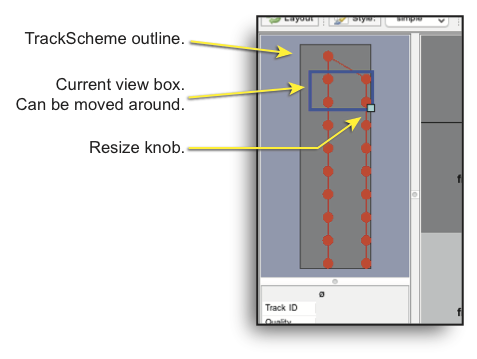 Layout Style: simple
TrackScheme outline.
Current view box.
Can be moved around.
Resize knob.
ø
Track ID
Quality
f
f